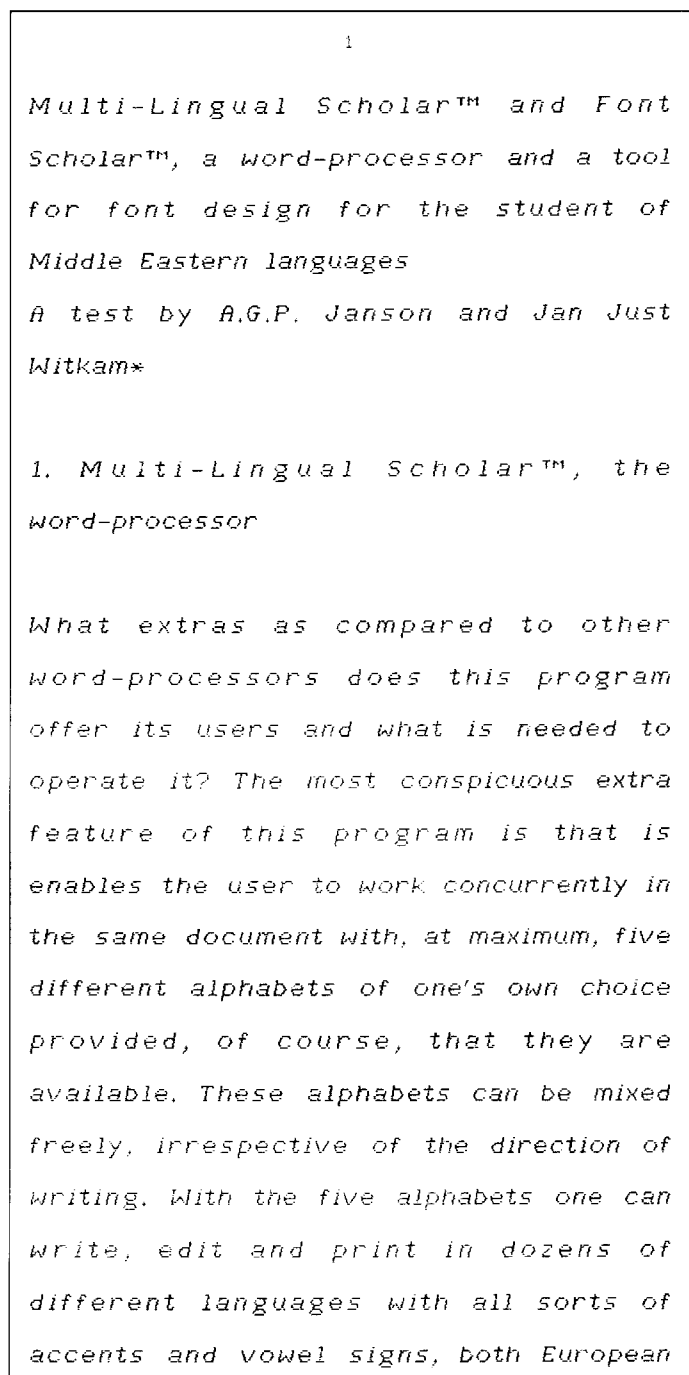 1
Multi-Lingual Scholar™ and Font
Scholar™, a word-processor and a tool
for font design for the student of
Middle Eastern languages
A test by A.G.P. Janson and Jan Just
Witkam*
1. Multi-Lingual Scholar™, the
word-processor
What extras as compared to other
word-processors does this program
offer its users and what is needed to
operate it? The most conspicuous extra
feature of this program is that is
enables the user to work concurrently in
the same document with, at maximum, five
different alphabets of one's own choice
provided, of course, that they are
available. These alphabets can be mixed
freely, irrespective of the direction of
writing. With the five alphabets one can
write, edit and print in dozens of
different languages with all sorts of
accents and vowel signs, both European